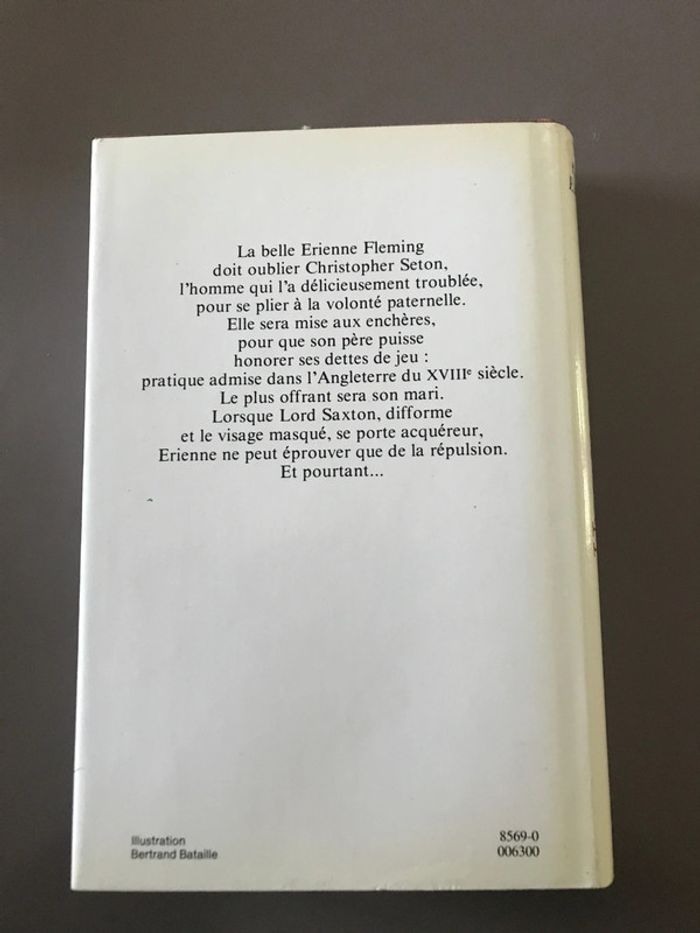 La belle Erienne Fleming
doit oublier Christopher Seton,
l'homme qui l'a délicieusement troublée,
pour se plier à la volonté paternelle.
Elle sera mise aux enchères,
pour que son père puisse
honorer ses dettes de jeu :
pratique admise dans l'Angleterre du XVIIIe siècle.
Le plus offrant sera son mari.
Lorsque Lord Saxton, difforme
et le visage masqué, se porte acquéreur,
Erienne ne peut éprouver que de la répulsion.
Et pourtant...
Illustration
Bertrand Bataille
8569-0
006300